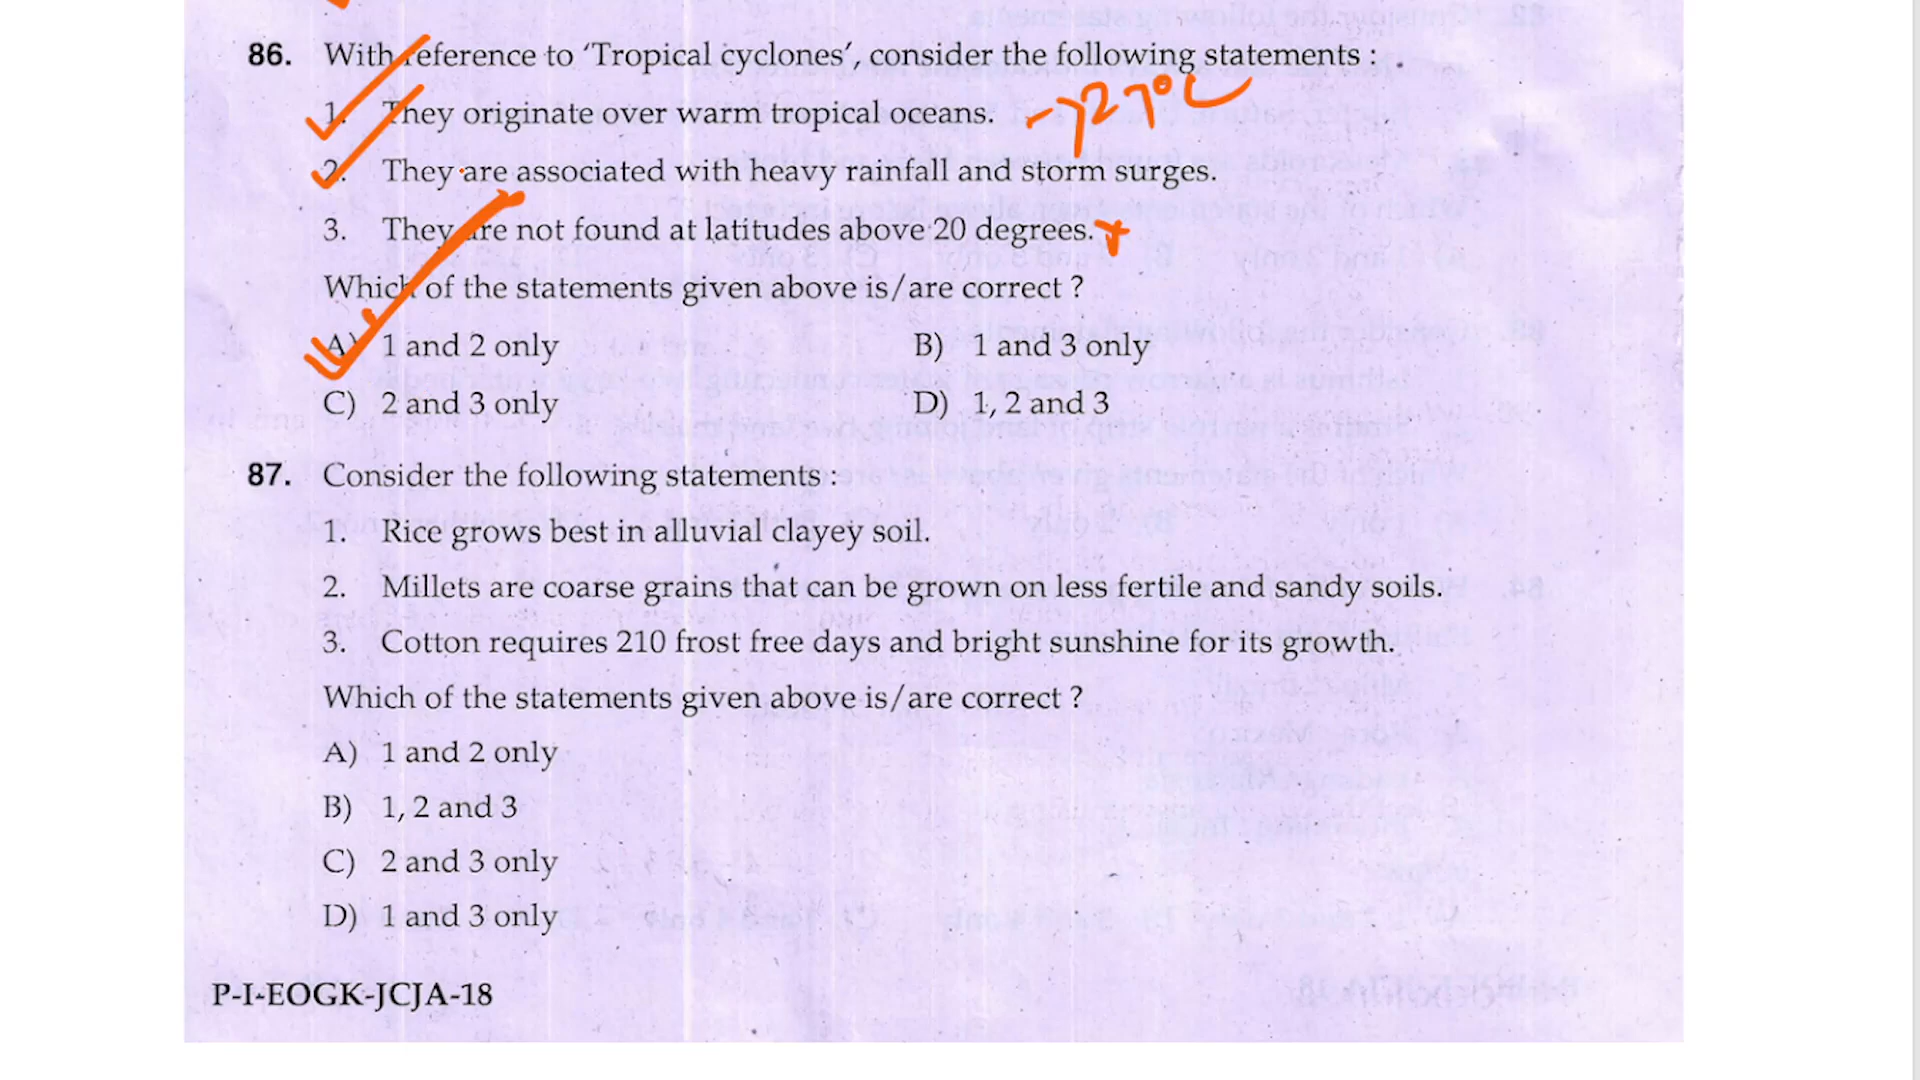 86. With reference to ‘Tropical cyclones’, consider the following statements :
1. They originate over warm tropical oceans. → 27°C
2. They are associated with heavy rainfall and storm surges.
3. They are not found at latitudes above 20 degrees. ×
Which of the statements given above is/are correct ?
A) 1 and 2 only B) 1 and 3 only
C) 2 and 3 only D) 1, 2 and 3
87. Consider the following statements :
1. Rice grows best in alluvial clayey soil.
2. Millets are coarse grains that can be grown on less fertile and sandy soils.
3. Cotton requires 210 frost free days and bright sunshine for its growth.
Which of the statements given above is/are correct ?
A) 1 and 2 only
B) 1, 2 and 3
C) 2 and 3 only
D) 1 and 3 only
P-I-EOGK-JCJA-18